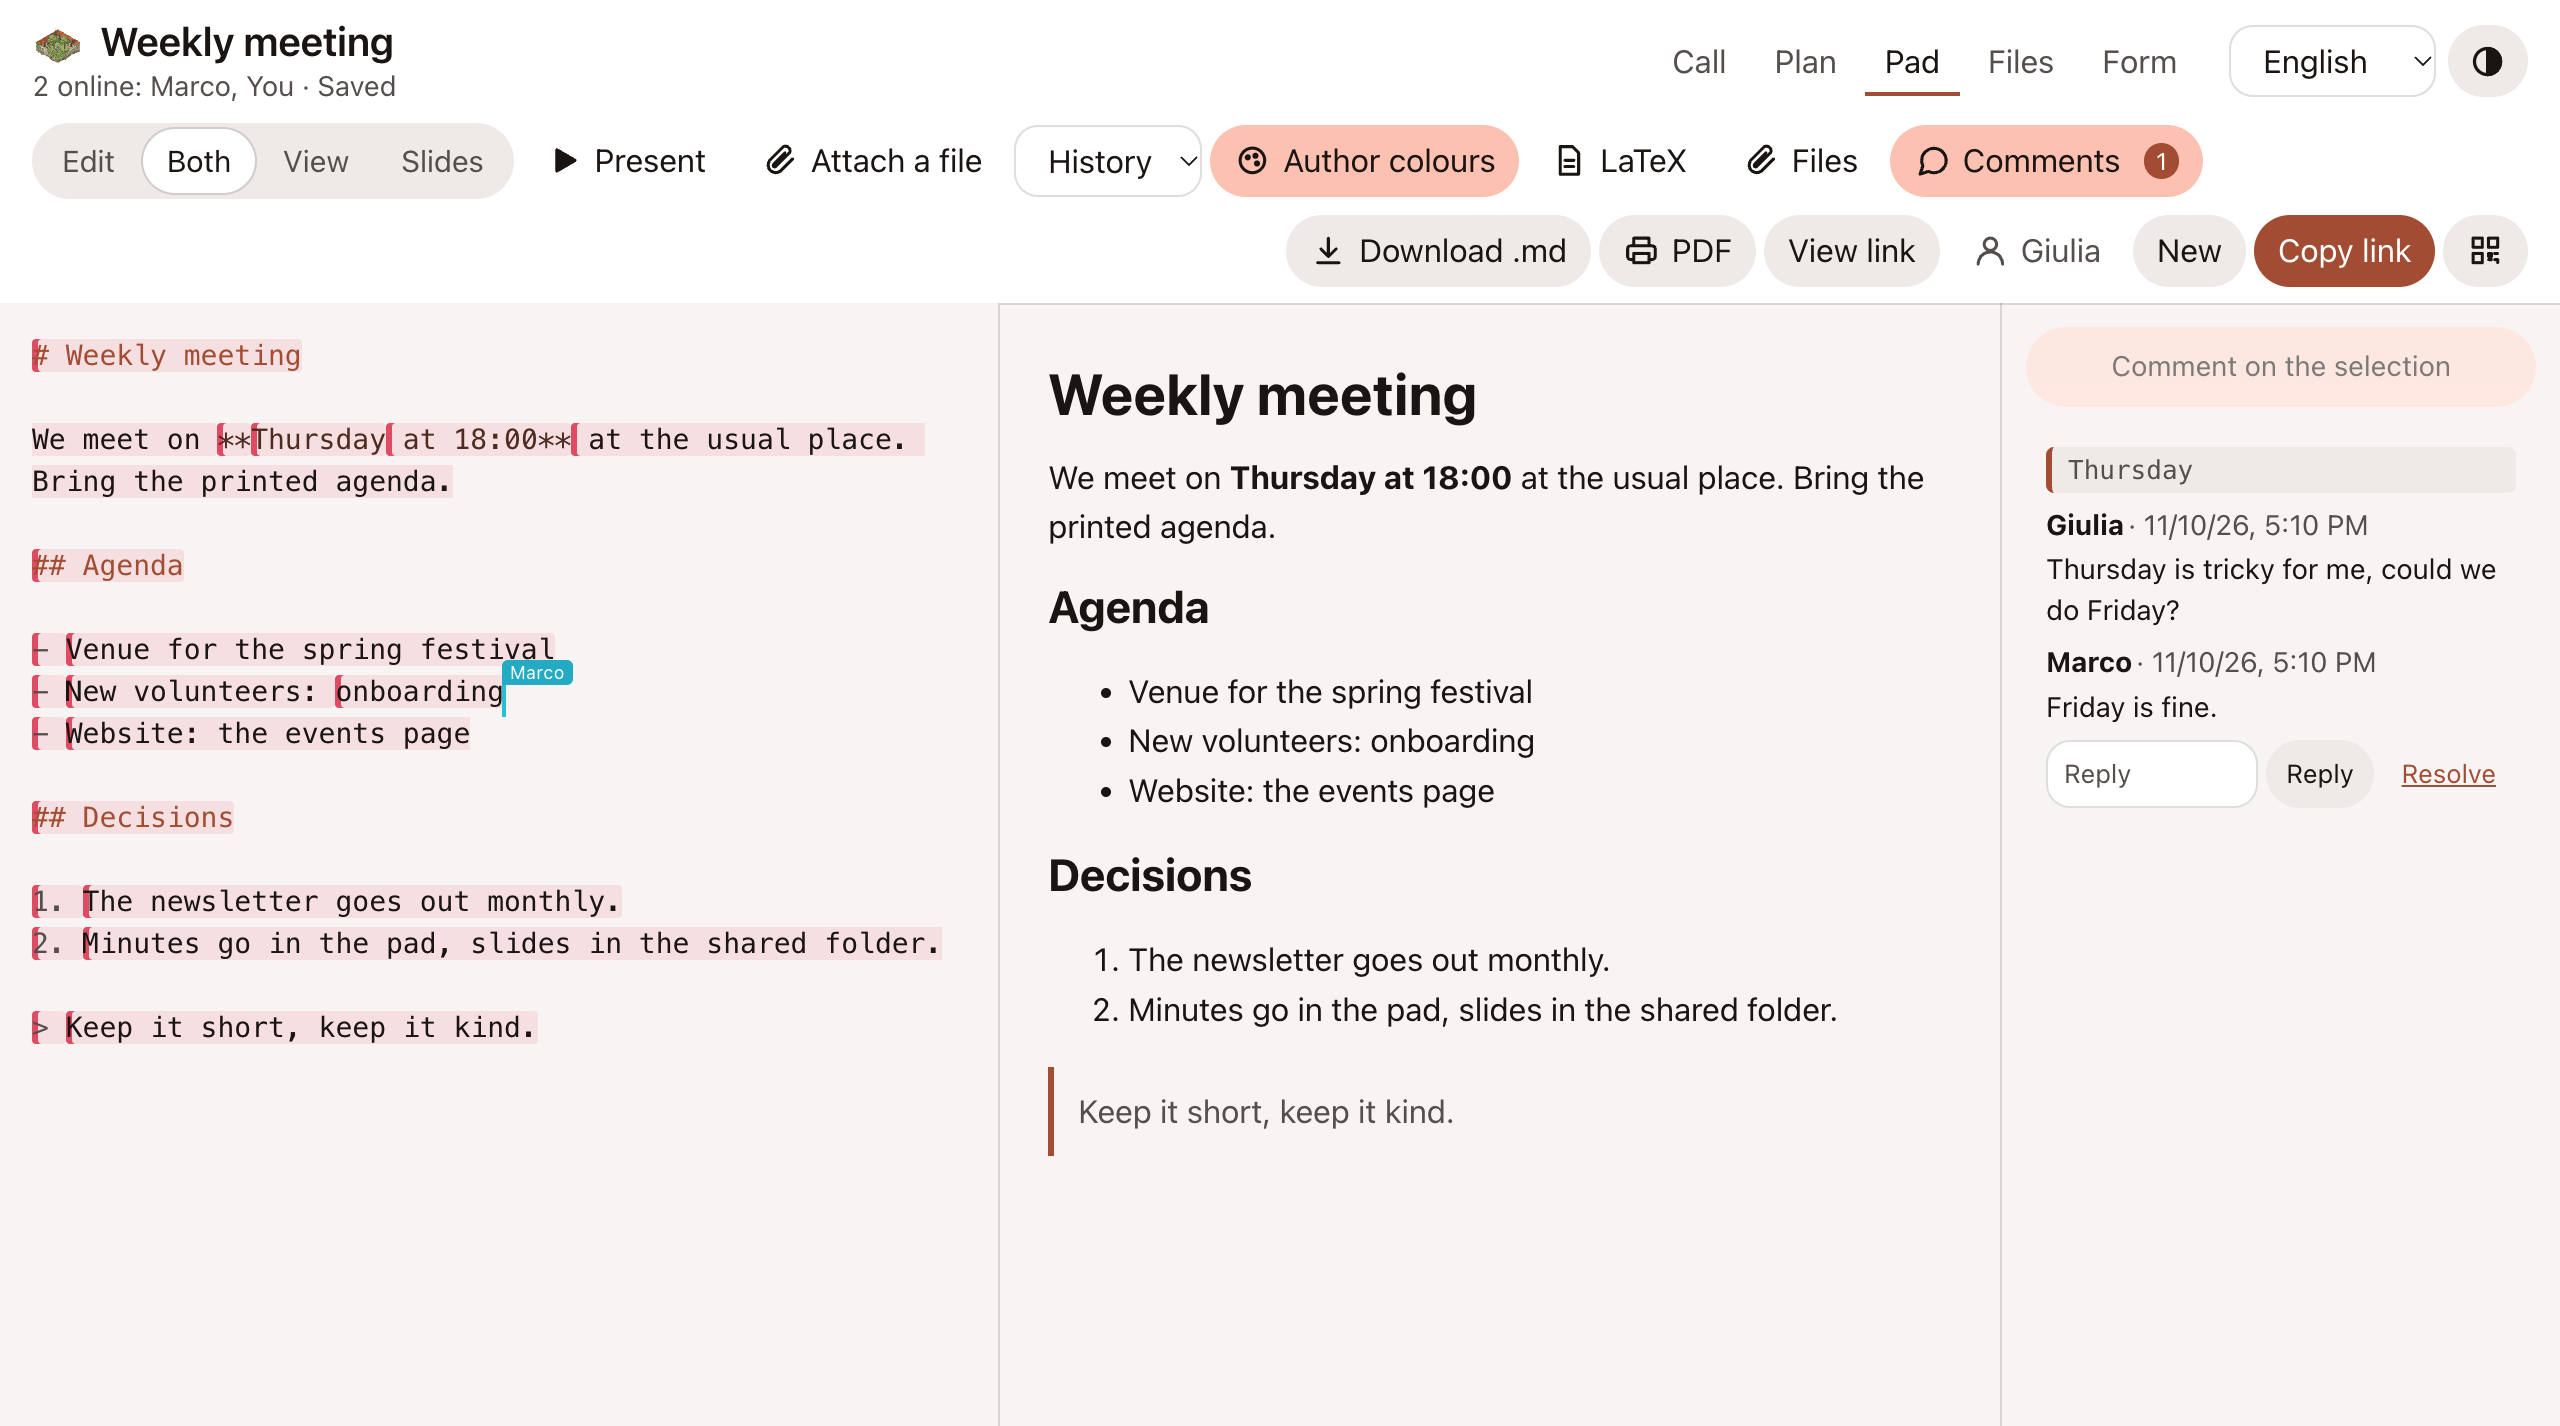 Weekly meeting
2 online: Marco, You · Saved
Call Plan Pad Files Form English
Edit Both View Slides Present Attach a file History Author colours LaTeX Files Comments 1
Download .md PDF View link Giulia New Copy link
# Weekly meeting
We meet on **Thursday at 18:00** at the usual place.
Bring the printed agenda.
## Agenda
- Venue for the spring festival
- New volunteers: onboarding
Marco
- Website: the events page
## Decisions
1. The newsletter goes out monthly.
2. Minutes go in the pad, slides in the shared folder.
> Keep it short, keep it kind.
Weekly meeting
We meet on Thursday at 18:00 at the usual place. Bring the
printed agenda.
Agenda
• Venue for the spring festival
• New volunteers: onboarding
• Website: the events page
Decisions
1. The newsletter goes out monthly.
2. Minutes go in the pad, slides in the shared folder.
Keep it short, keep it kind.
Comment on the selection
Thursday
Giulia · 11/10/26, 5:10 PM
Thursday is tricky for me, could we
do Friday?
Marco · 11/10/26, 5:10 PM
Friday is fine.
Reply Reply Resolve